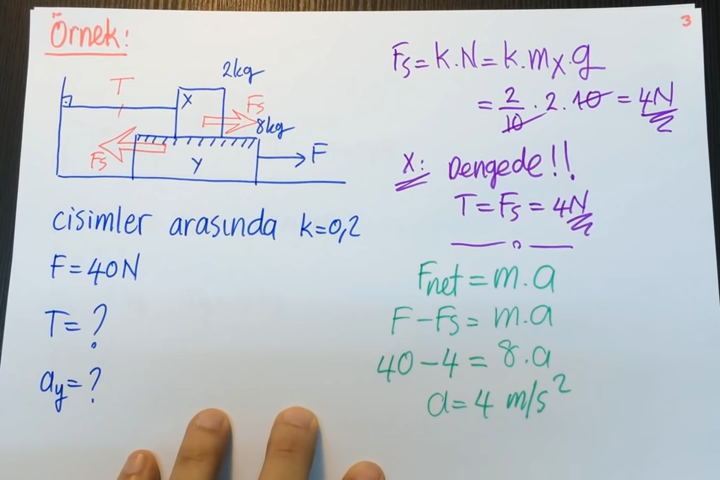 Örnek:
3
T
2kg
X
Fs
8kg
Fs
Y
F
cisimler arasında k=0,2
F=40N
T=?
ay=?
Fs=k.N=k.mx.g
=2/10.2.10=4N
X: Dengede!!
T=Fs=4N
Fnet=m.a
F-Fs=m.a
40-4=8.a
a=4 m/s²